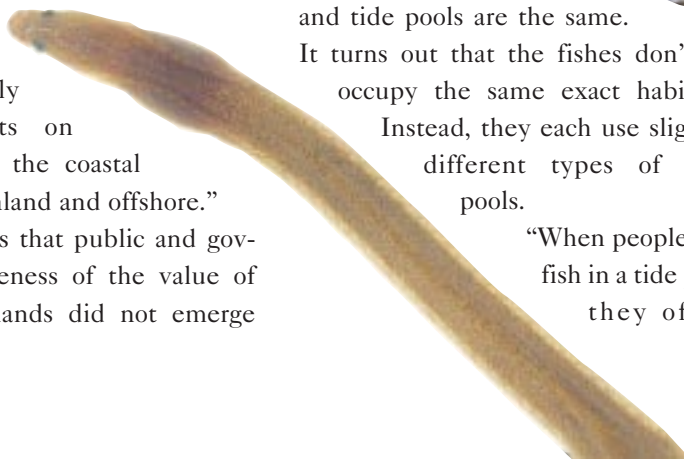 ts on
the coastal
land and offshore.”
s that public and gov-
eness of the value of
ands did not emerge
and tide pools are the same.
It turns out that the fishes don’
occupy the same exact habi
Instead, they each use slig
different types of
pools.
“When people
fish in a tide
they of